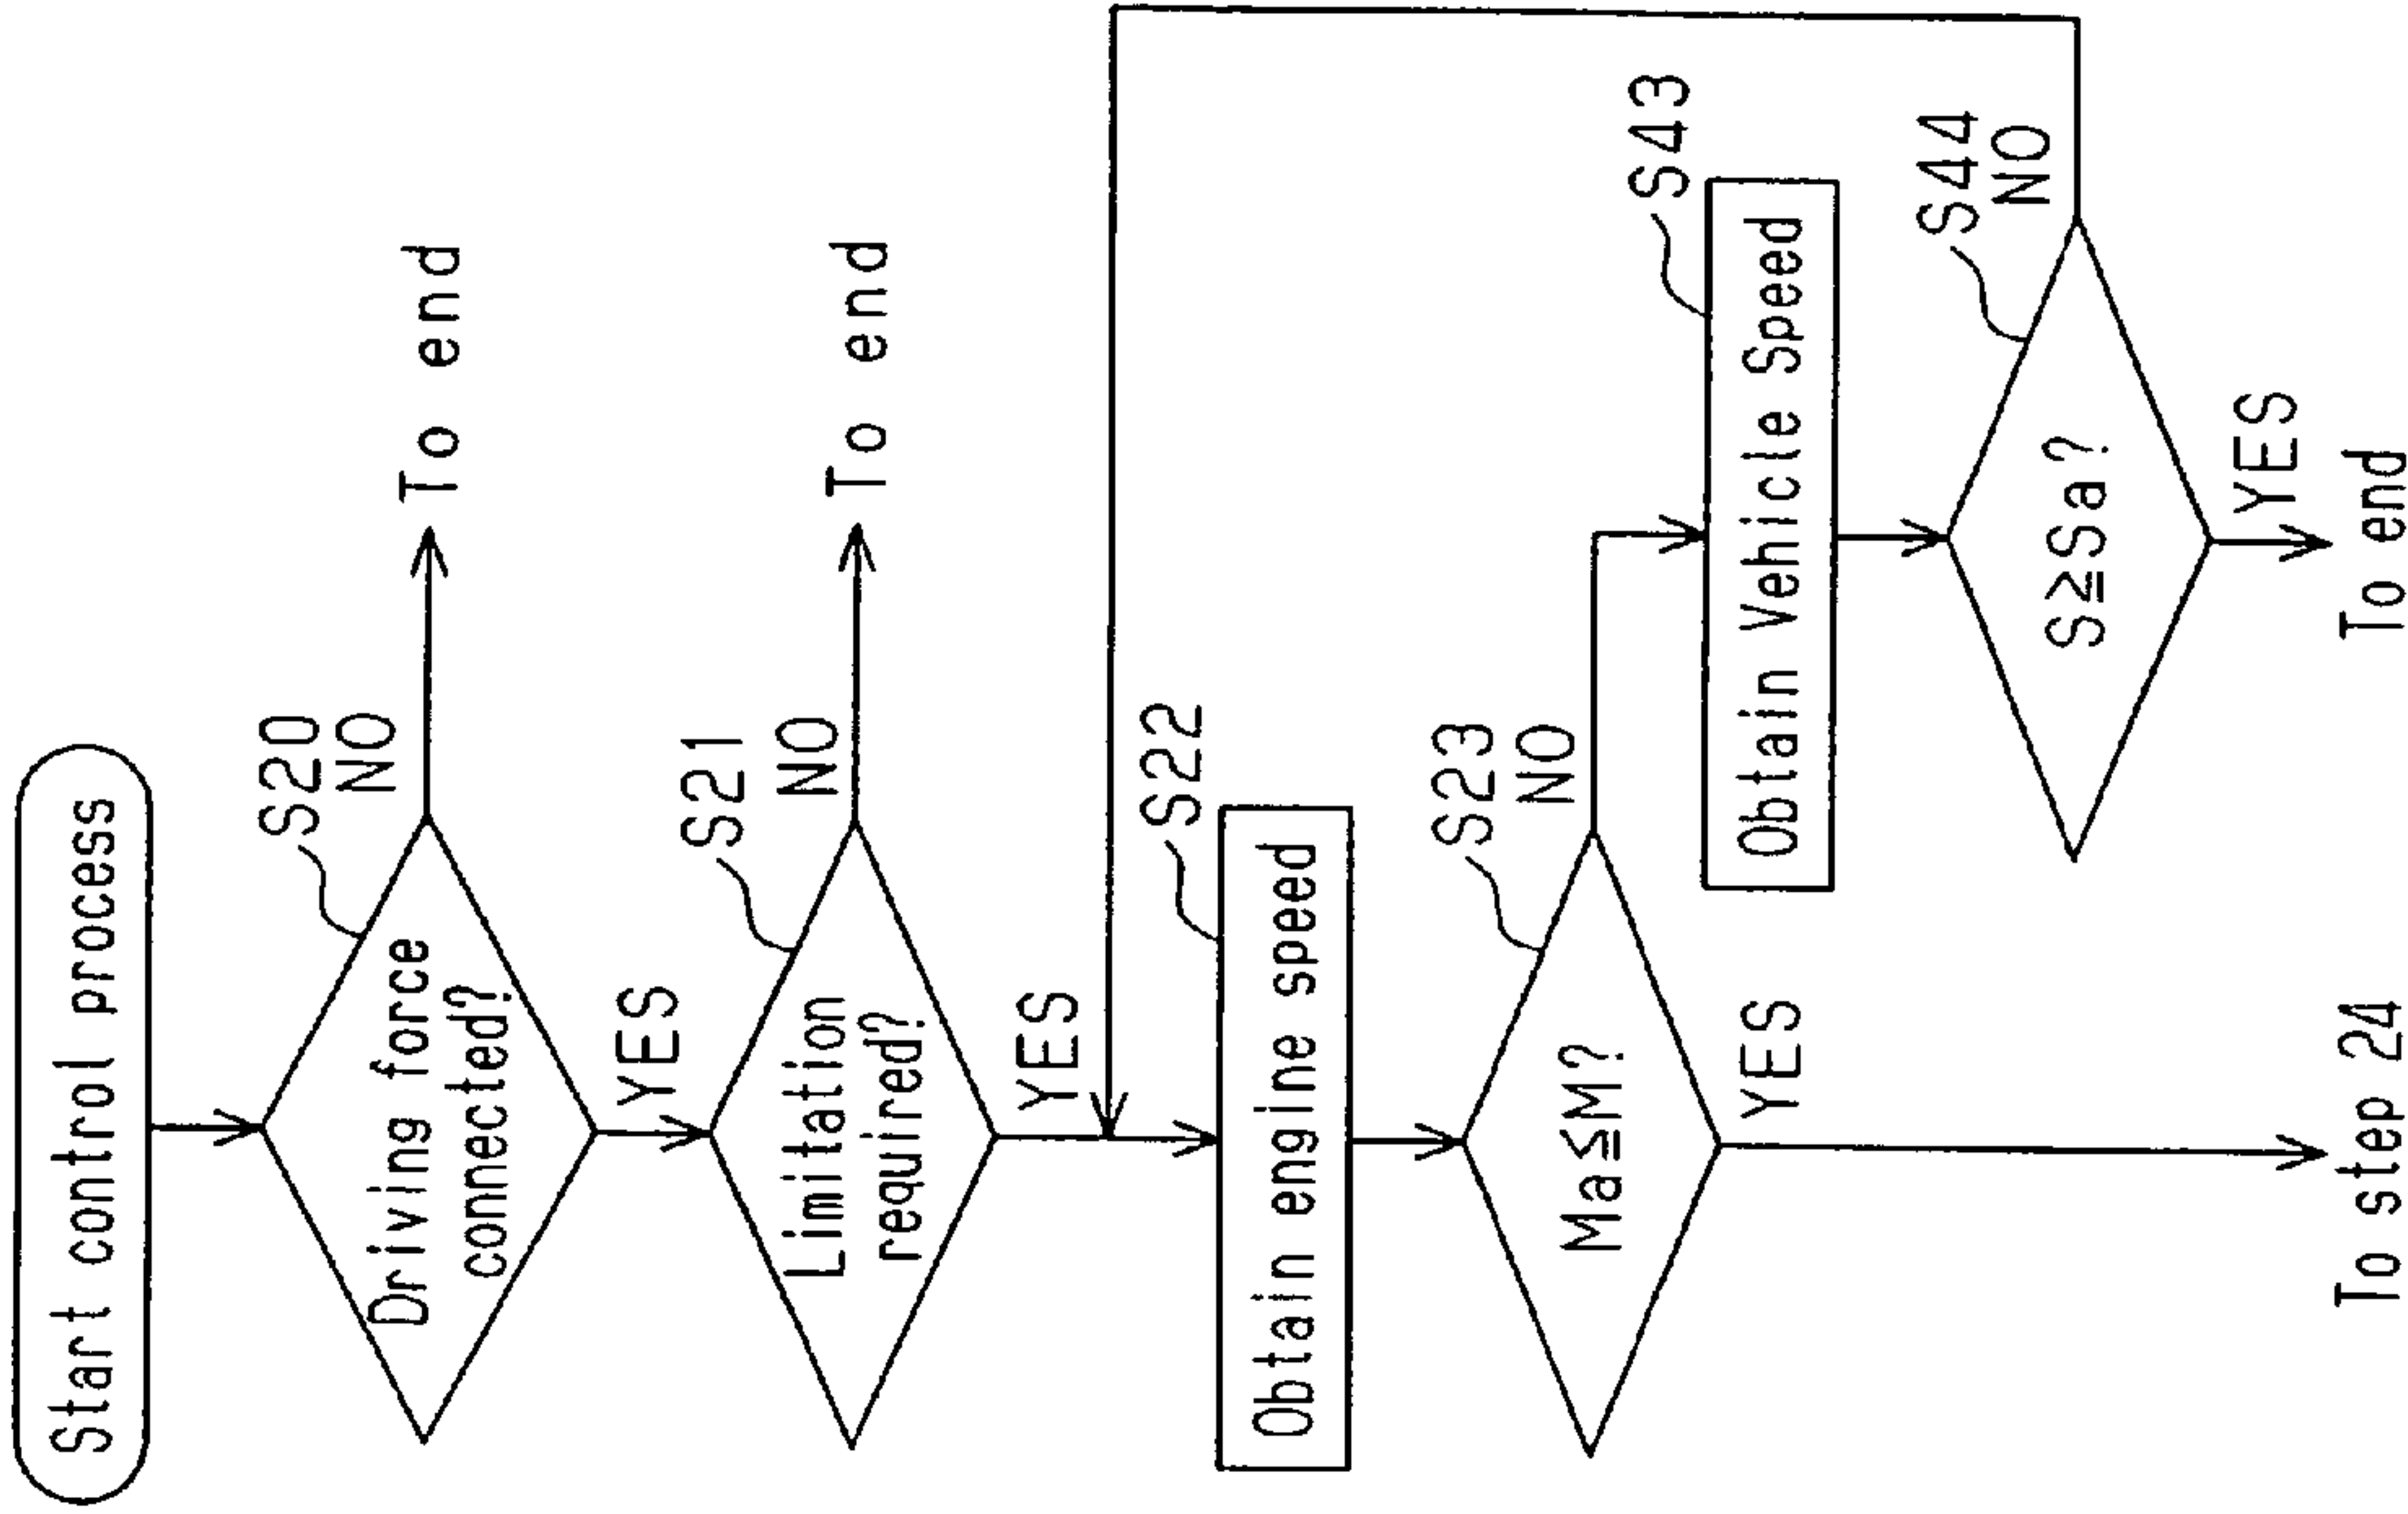 Start control process
S20
NO
To end
Driving force
connected?
YES
S21
NO
To end
Limitation
required?
YES
S22
Obtain engine speed
S23
NO
Ma≦M?
YES
To step 24
S43
Obtain Vehicle Speed
S44
NO
S≧Sa?
YES
To end